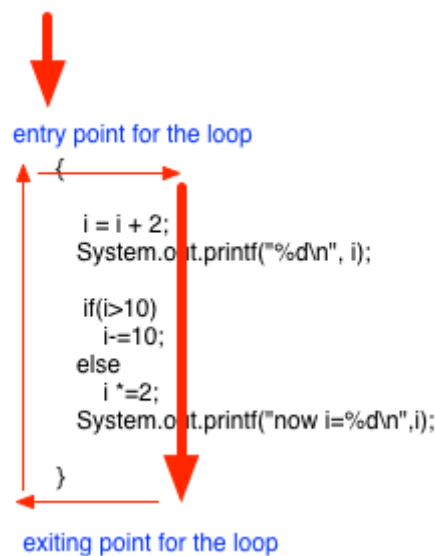 entry point for the loop
{
i = i + 2;
System.out.printf("%d\n", i);
if(i>10)
i-=10;
else
i *=2;
System.out.printf("now i=%d\n",i);
}
exiting point for the loop